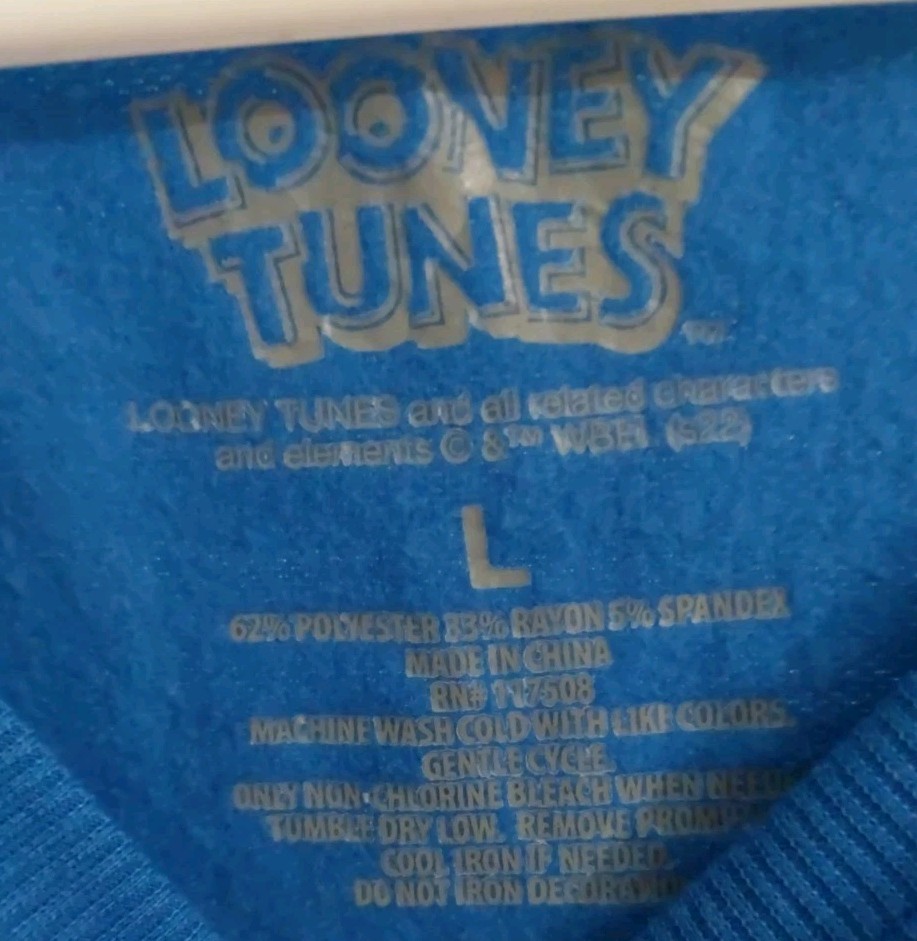 LOONEY
TUNES
LOONEY TUNES and all related characters
and elements © & ™ WBEI. (s22)
L
62% POLYESTER 33% RAYON 5% SPANDEX
MADE IN CHINA
RN# 117508
MACHINE WASH COLD WITH LIKE COLORS.
GENTLE CYCLE.
ONLY NON-CHLORINE BLEACH WHEN
TUMBLE DRY LOW. REMOVE
COOL IRON IF NEEDED.
DO NOT IRON